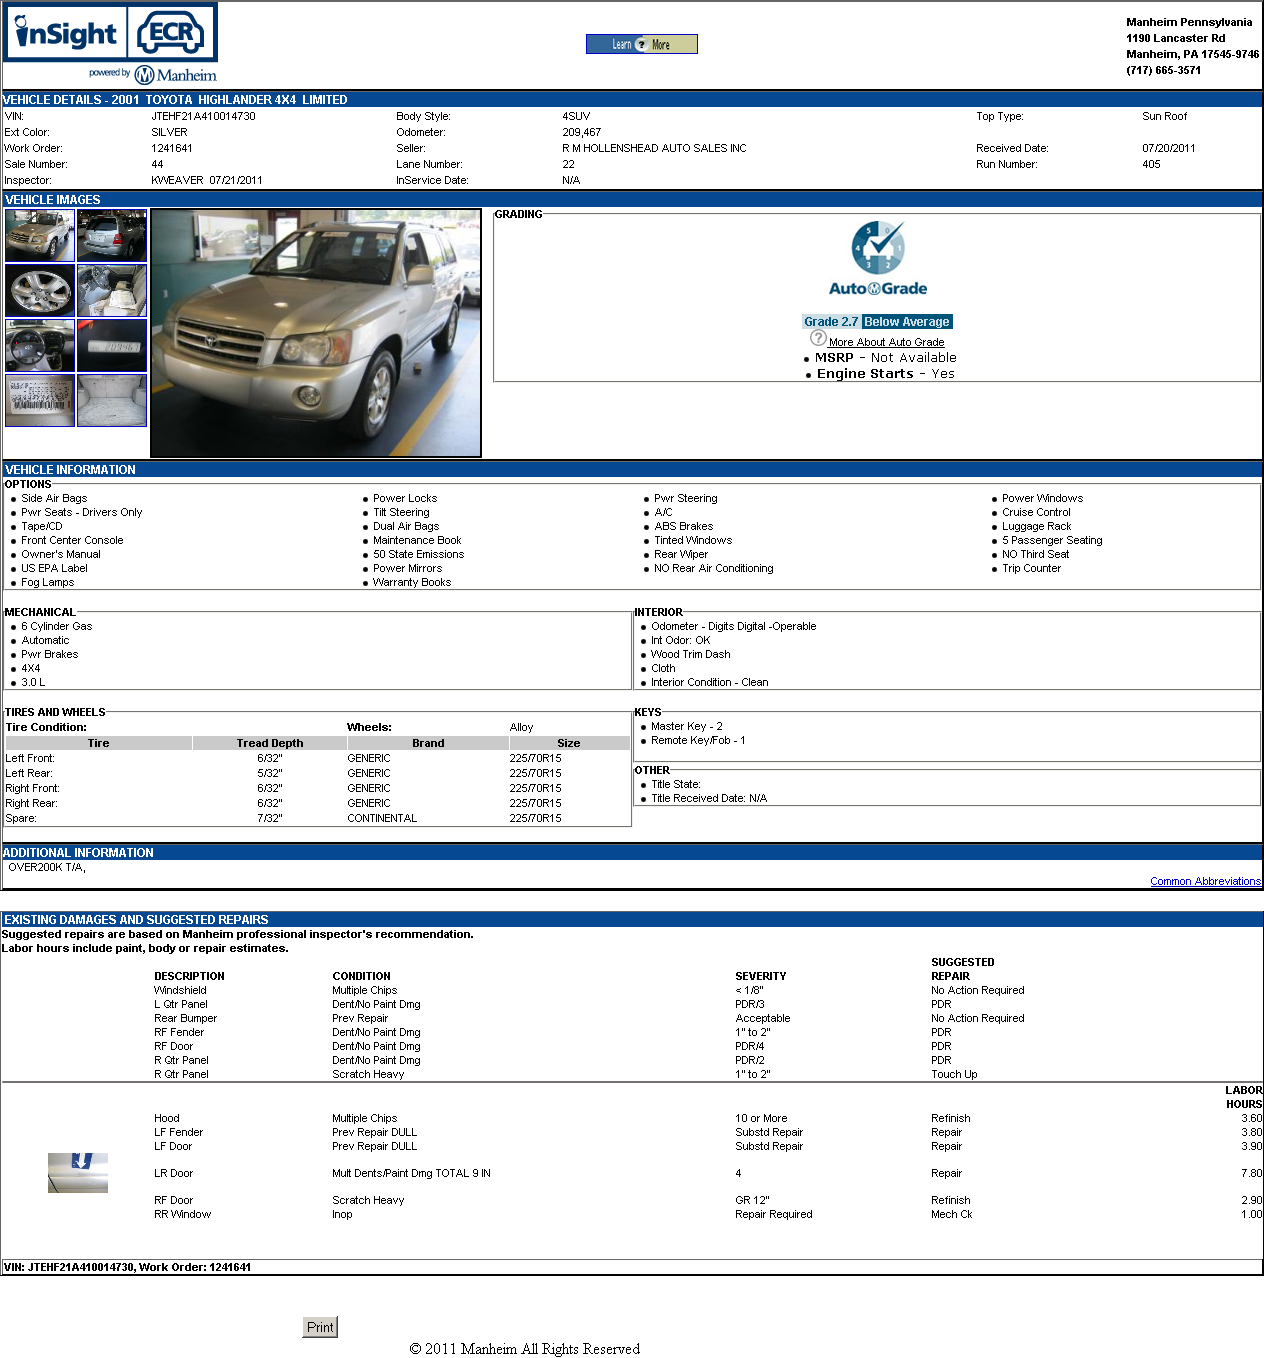 inSight ECR
powered by Manheim
Learn ? More
Manheim Pennsylvania
1190 Lancaster Rd
Manheim, PA 17545-9746
(717) 665-3571
VEHICLE DETAILS - 2001 TOYOTA HIGHLANDER 4X4 LIMITED
VIN: JTEHF21A410014730 Body Style: 4SUV Top Type: Sun Roof
Ext Color: SILVER Odometer: 209,467
Work Order: 1241641 Seller: R M HOLLENSHEAD AUTO SALES INC Received Date: 07/20/2011
Sale Number: 44 Lane Number: 22 Run Number: 405
Inspector: KWEAVER 07/21/2011 InService Date: N/A
VEHICLE IMAGES
GRADING
5 0 4 1 3 2
AutoGrade
Grade 2.7 Below Average
? More About Auto Grade
• MSRP - Not Available
• Engine Starts - Yes
VEHICLE INFORMATION
OPTIONS
• Side Air Bags • Power Locks • Pwr Steering • Power Windows
• Pwr Seats - Drivers Only • Tilt Steering • A/C • Cruise Control
• Tape/CD • Dual Air Bags • ABS Brakes • Luggage Rack
• Front Center Console • Maintenance Book • Tinted Windows • 5 Passenger Seating
• Owner's Manual • 50 State Emissions • Rear Wiper • NO Third Seat
• US EPA Label • Power Mirrors • NO Rear Air Conditioning • Trip Counter
• Fog Lamps • Warranty Books
MECHANICAL
• 6 Cylinder Gas
• Automatic
• Pwr Brakes
• 4X4
• 3.0 L
INTERIOR
• Odometer - Digits Digital -Operable
• Int Odor: OK
• Wood Trim Dash
• Cloth
• Interior Condition - Clean
TIRES AND WHEELS
Tire Condition: Wheels: Alloy
Tire Tread Depth Brand Size
Left Front: 6/32" GENERIC 225/70R15
Left Rear: 5/32" GENERIC 225/70R15
Right Front: 6/32" GENERIC 225/70R15
Right Rear: 6/32" GENERIC 225/70R15
Spare: 7/32" CONTINENTAL 225/70R15
KEYS
• Master Key - 2
• Remote Key/Fob - 1
OTHER
• Title State:
• Title Received Date: N/A
ADDITIONAL INFORMATION
OVER200K T/A,
Common Abbreviations
EXISTING DAMAGES AND SUGGESTED REPAIRS
Suggested repairs are based on Manheim professional inspector's recommendation.
Labor hours include paint, body or repair estimates.
DESCRIPTION CONDITION SEVERITY SUGGESTED REPAIR
Windshield Multiple Chips < 1/8" No Action Required
L Qtr Panel Dent/No Paint Dmg PDR/3 PDR
Rear Bumper Prev Repair Acceptable No Action Required
RF Fender Dent/No Paint Dmg 1" to 2" PDR
RF Door Dent/No Paint Dmg PDR/4 PDR
R Qtr Panel Dent/No Paint Dmg PDR/2 PDR
R Qtr Panel Scratch Heavy 1" to 2" Touch Up
LABOR HOURS
Hood Multiple Chips 10 or More Refinish 3.60
LF Fender Prev Repair DULL Substd Repair Repair 3.80
LF Door Prev Repair DULL Substd Repair Repair 3.90
LR Door Mult Dents/Paint Dmg TOTAL 9 IN 4 Repair 7.80
RF Door Scratch Heavy GR 12" Refinish 2.90
RR Window Inop Repair Required Mech Ck 1.00
VIN: JTEHF21A410014730, Work Order: 1241641
Print
© 2011 Manheim All Rights Reserved